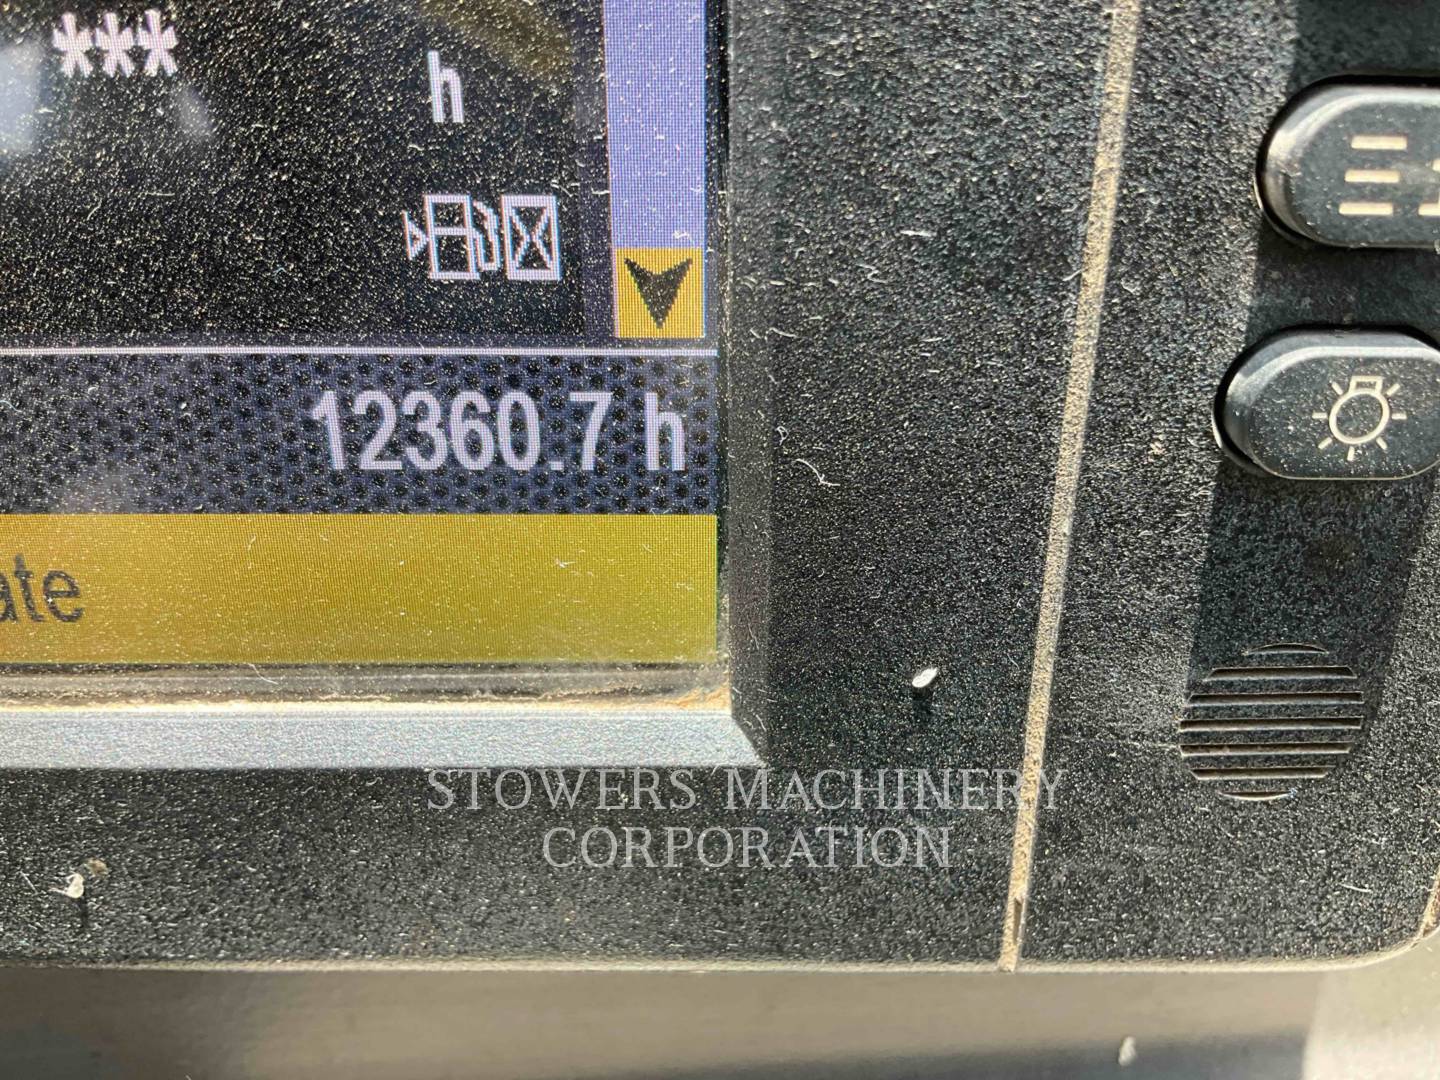 ***
h
12360.7 h
ate
STOWERS MACHINERY
CORPORATION